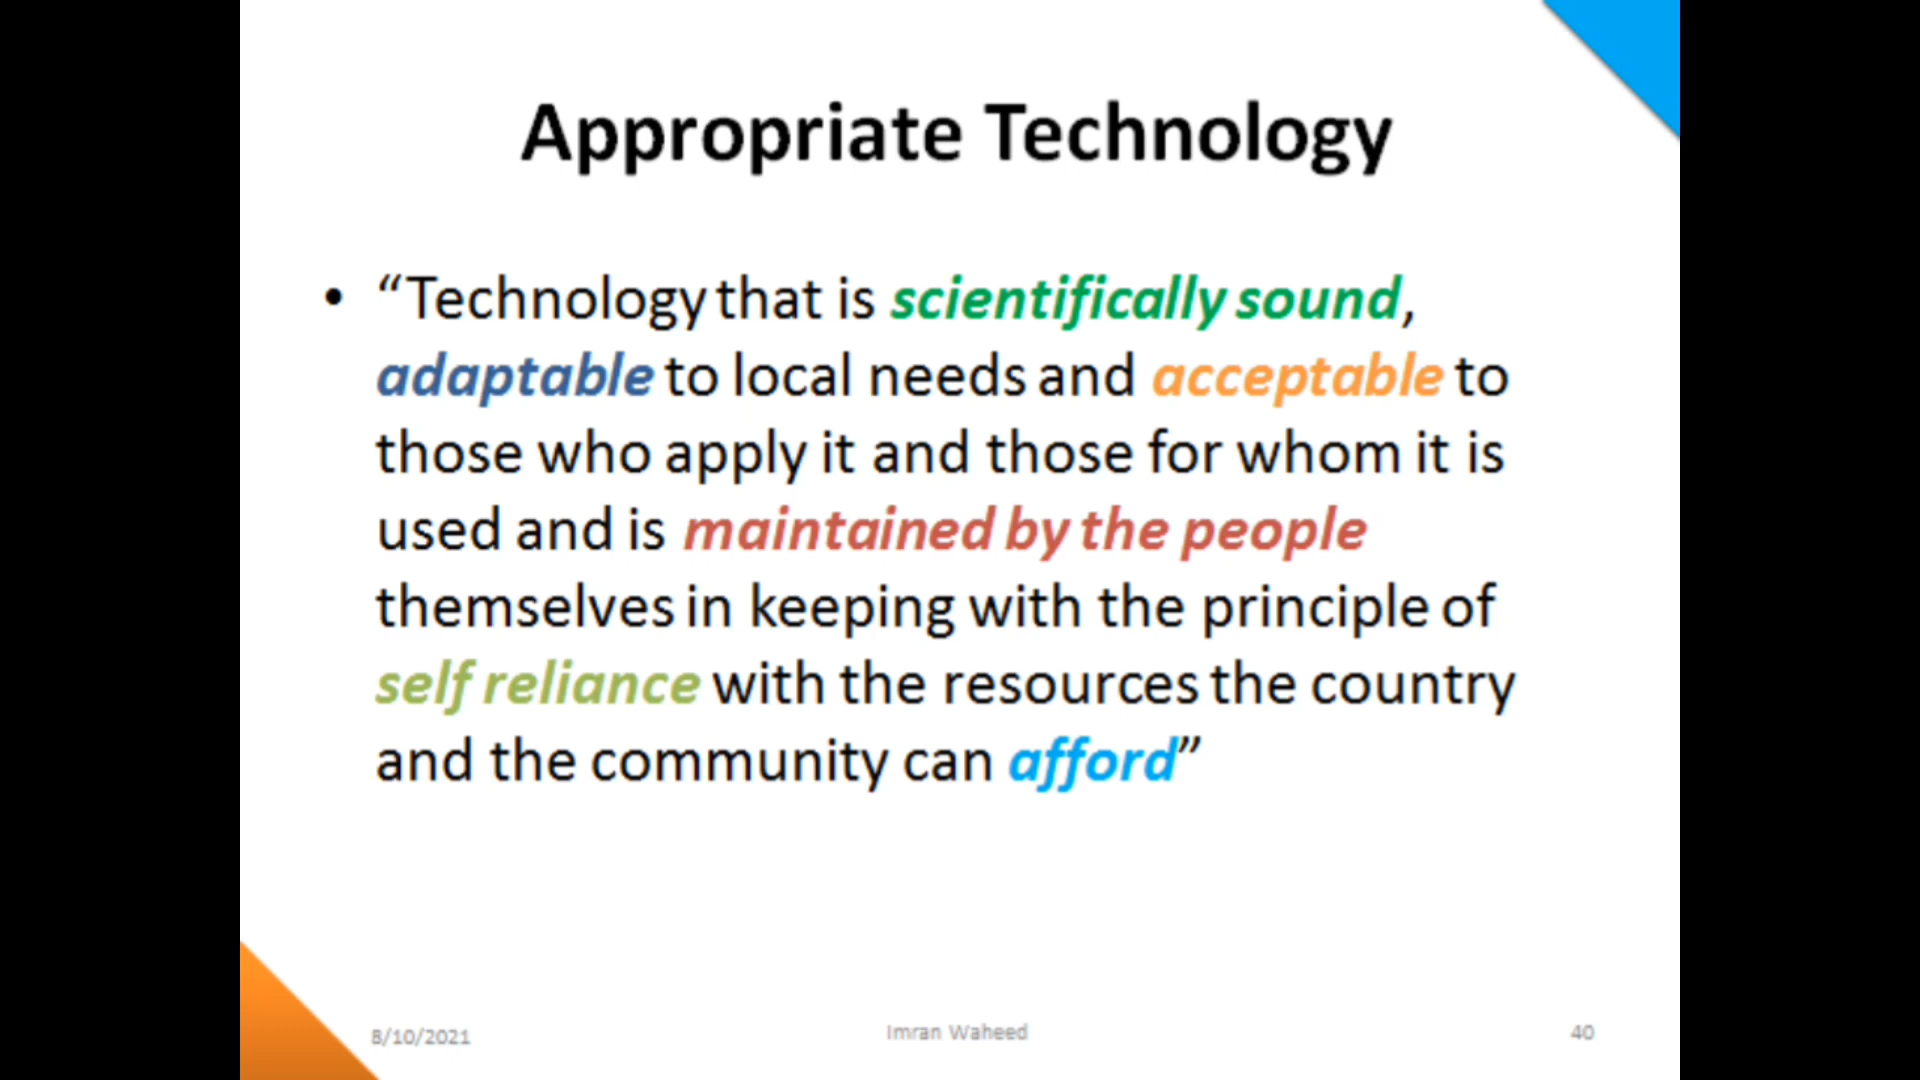 Appropriate Technology
• “Technology that is scientifically sound,
adaptable to local needs and acceptable to
those who apply it and those for whom it is
used and is maintained by the people
themselves in keeping with the principle of
self reliance with the resources the country
and the community can afford”
8/10/2021
Imran Waheed
40